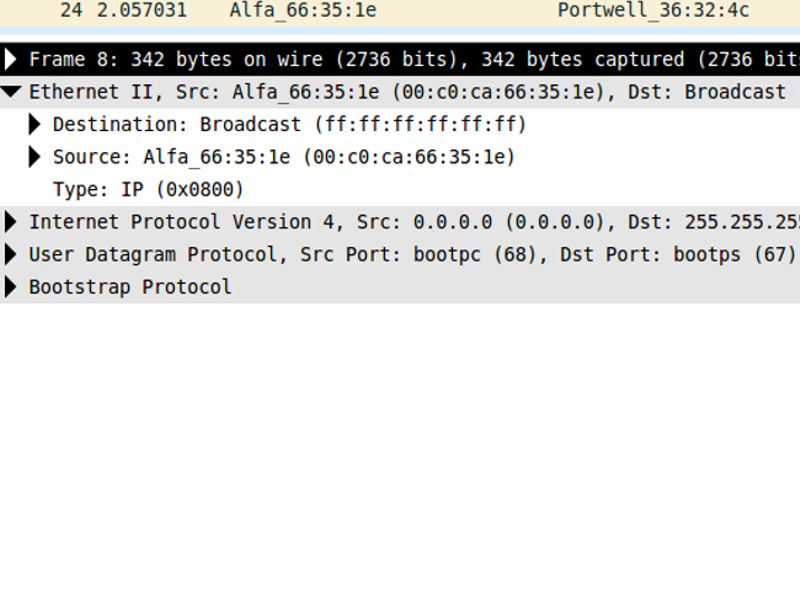 24 2.057031 Alfa_66:35:1e Portwell_36:32:4c
Frame 8: 342 bytes on wire (2736 bits), 342 bytes captured (2736 bits
Ethernet II, Src: Alfa_66:35:1e (00:c0:ca:66:35:1e), Dst: Broadcast
Destination: Broadcast (ff:ff:ff:ff:ff:ff)
Source: Alfa_66:35:1e (00:c0:ca:66:35:1e)
Type: IP (0x0800)
Internet Protocol Version 4, Src: 0.0.0.0 (0.0.0.0), Dst: 255.255.255
User Datagram Protocol, Src Port: bootpc (68), Dst Port: bootps (67)
Bootstrap Protocol